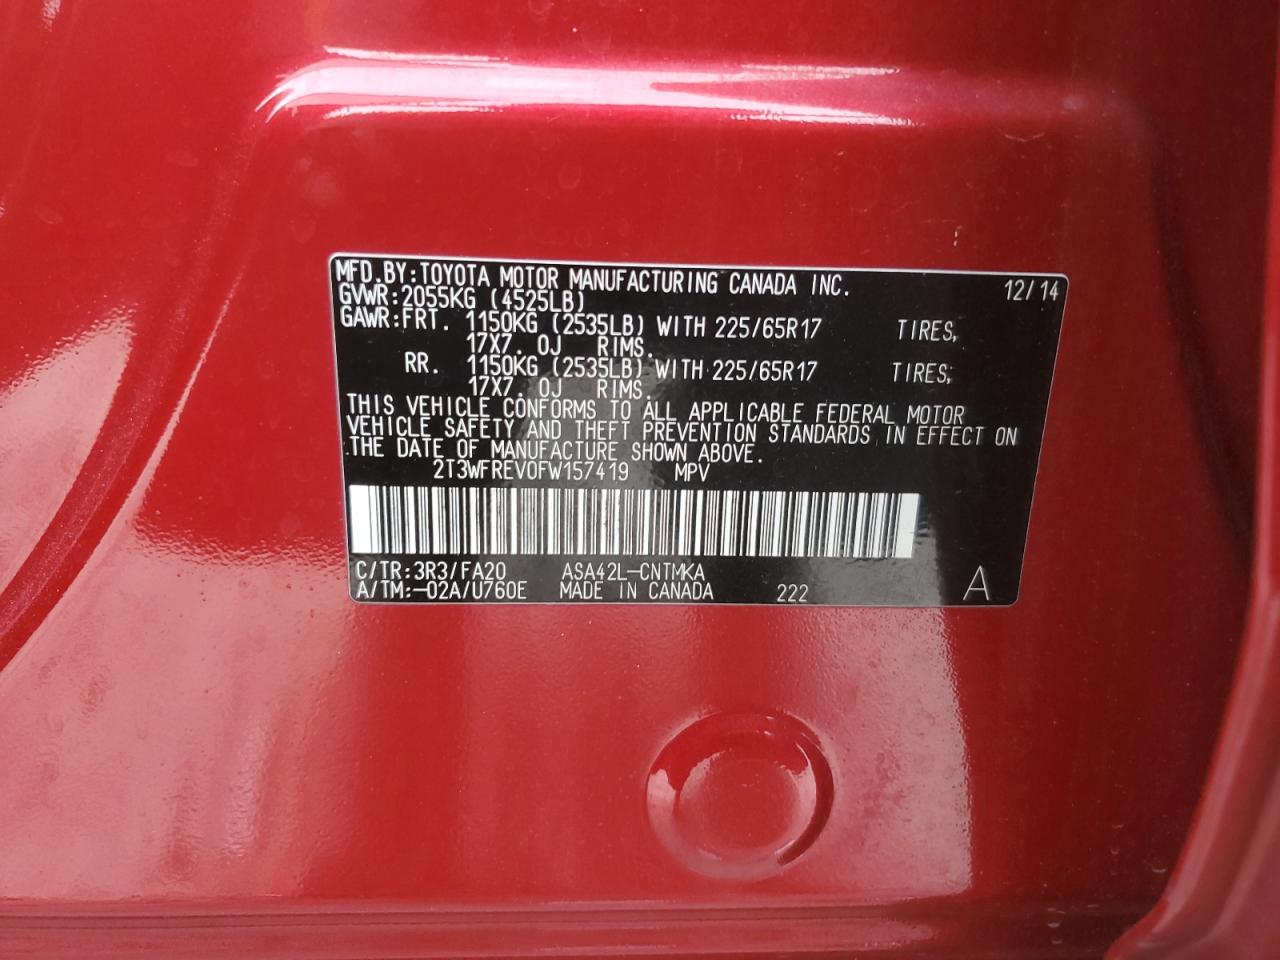 MFD.BY:TOYOTA MOTOR MANUFACTURING CANADA INC. 12/14
GVWR:2055KG (4525LB)
GAWR:FRT. 1150KG (2535LB) WITH 225/65R17 TIRES,
17X7.0J RIMS.
RR. 1150KG (2535LB) WITH 225/65R17 TIRES;
17X7.0J RIMS.
THIS VEHICLE CONFORMS TO ALL APPLICABLE FEDERAL MOTOR
VEHICLE SAFETY AND THEFT PREVENTION STANDARDS IN EFFECT ON
THE DATE OF MANUFACTURE SHOWN ABOVE.
2T3WFREV0FW157419 MPV
C/TR:3R3/FA20 ASA42L-CNTMKA
A/TM:-02A/U760E MADE IN CANADA 222 A